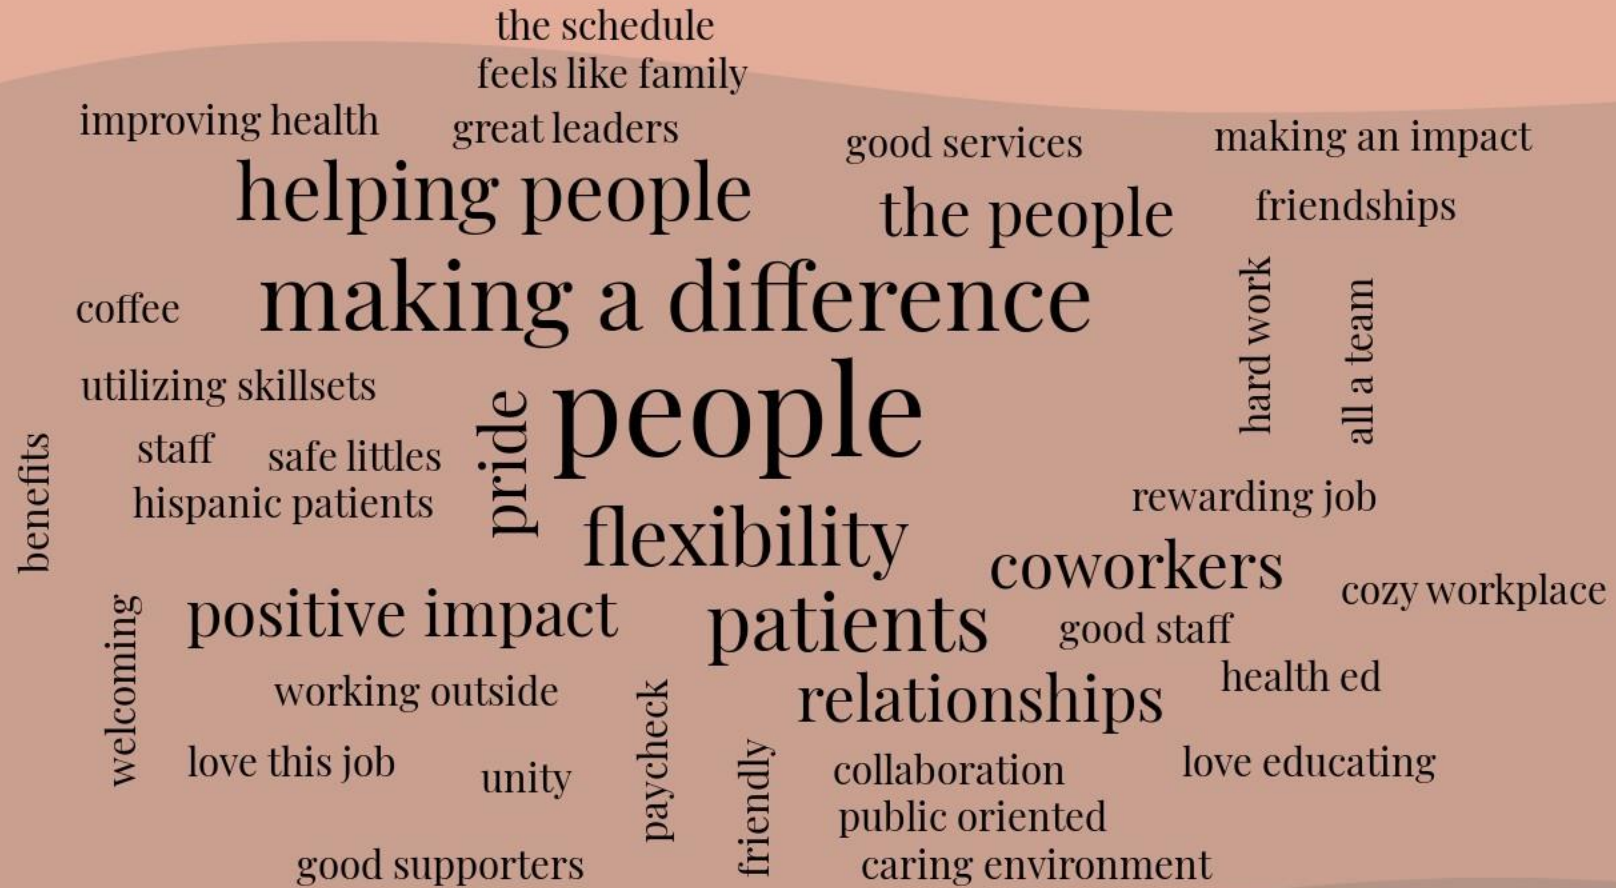 the schedule
feels like family
improving health
great leaders
good services
making an impact
helping people
the people
friendships
making a difference
coffee
hard work
all a team
people
utilizing skillsets
pride
staff
safe littles
benefits
hispanic patients
rewarding job
flexibility
coworkers
cozy workplace
positive impact
patients
good staff
welcoming
health ed
working outside
relationships
paycheck
love this job
unity
friendly
collaboration
love educating
public oriented
good supporters
caring environment